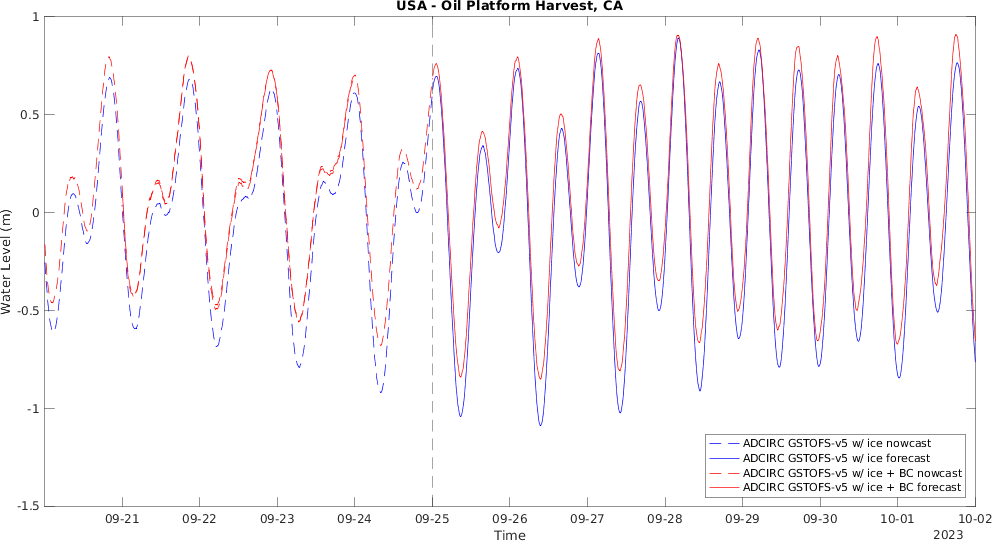 USA - Oil Platform Harvest, CA
1
0.5
0
-0.5
-1
-1.5
Water Level (m)
09-21 09-22 09-23 09-24 09-25 09-26 09-27 09-28 09-29 09-30 10-01 10-02
Time
2023
ADCIRC GSTOFS-v5 w/ ice nowcast
ADCIRC GSTOFS-v5 w/ ice forecast
ADCIRC GSTOFS-v5 w/ ice + BC nowcast
ADCIRC GSTOFS-v5 w/ ice + BC forecast